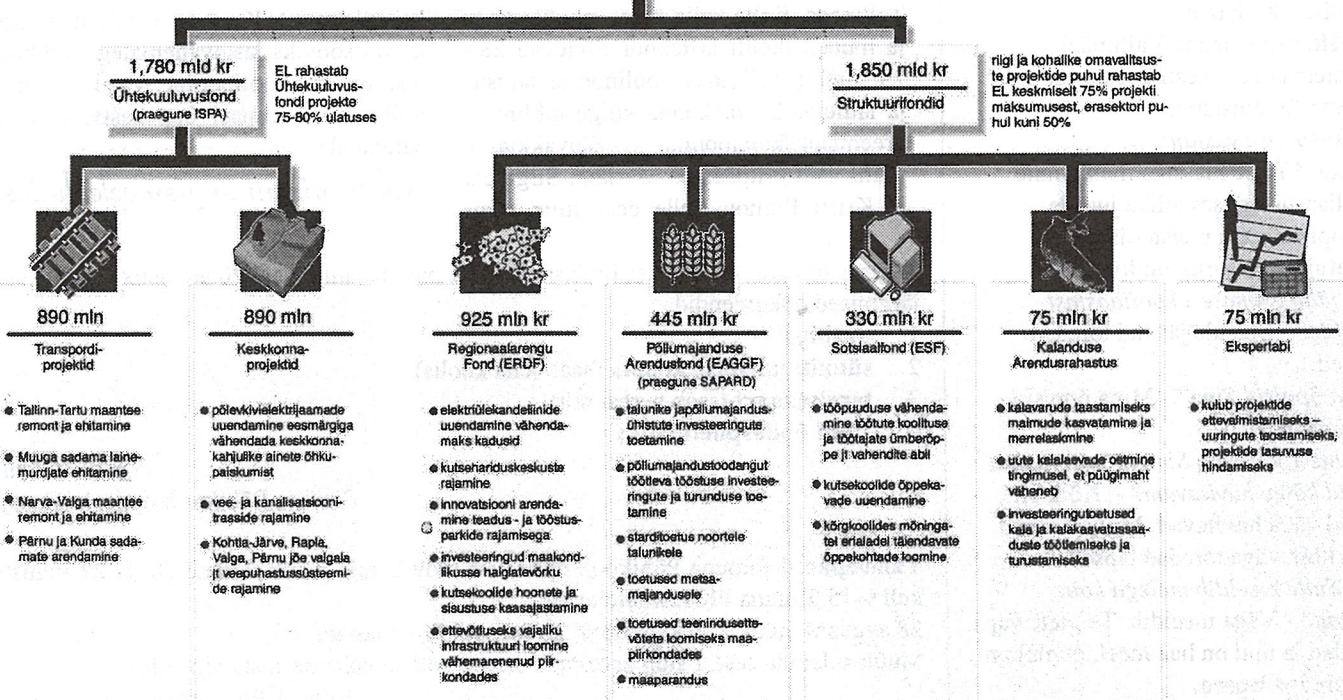 1,780 mld kr
Ühtekuuluvusfond
(praegune ISPA)
EL rahastab
Ühtekuuluvus-
fondi projekte
75-80% ulatuses
1,850 mld kr
Struktuurifondid
riigi ja kohalike omavalitsus-
te projektide puhul rahastab
EL keskmiselt 75% projekti
maksumusest, erasektori pu-
hul kuni 50%
890 mln
Transpordi-
projektid
Tallinn-Tartu maantee
remont ja ehitamine
Muuga sadama laine-
murdjate ehitamine
Narva-Valga maantee
remont ja ehitamine
Pärnu ja Kunda sada-
mate arendamine
890 mln
Keskkonna-
projektid
põlevkivielektrijaamade
uuendamine eesmärgiga
vähendada keskkonna-
kahjulike ainete õhku-
paiskumist
vee- ja kanalisatsiooni-
trasside rajamine
Kohtla-Järve, Rapla,
Valga, Pärnu jõe valgala
jt veepuhastussüsteemi-
de rajamine
925 mln kr
Regionaalarengu
Fond (ERDF)
elektriülekandeliinide
uuendamine vähenda-
maks kadusid
kutsehariduskeskuste
rajamine
innovatsiooni arenda-
mine teadus - ja tööstus-
parkide rajamisega
investeeringud maakond-
likusse haiglatevõrku
kutsekoolide hoonete ja
sisustuse kaasajastamine
ettevõtluseks vajaliku
infrastruktuuri loomine
vähemarenenud piir-
kondades
445 mln kr
Põllumajanduse
Arendusfond (EAGGF)
(praegune SAPARD)
talunike japõllumajandus-
ühistute investeeringute
toetamine
põllumajandustoodangut
töötleva tööstuse investee-
ringute ja turunduse toe-
tamine
starditoetus noortele
talunikele
toetused metsa-
majandusele
toetused teenindusette-
võtete loomiseks maa-
piirkondades
maaparandus
330 mln kr
Sotsiaalfond (ESF)
tööpuuduse vähenda-
mine töötute koolituse
ja töötajate ümberõp-
pe jt vahendite abil
kutsekoolide õppeka-
vade uuendamine
kõrgkoolides mõninga-
tel erialadel täiendavate
õppekohtade loomine
75 mln kr
Kalanduse
Arendusrahastus
kalavarude taastamiseks
maimude kasvatamine ja
merrelaskmine
uute kalalaevade ostmine
tingimusel, et püügimaht
väheneb
investeeringutoetused
kala ja kalakasvatussaa-
duste töötlemiseks ja
turustamiseks
75 mln kr
Ekspertabi
kulub projektide
ettevalmistamiseks –
uuringute teostamiseks,
projektide tasuvuse
hindamiseks